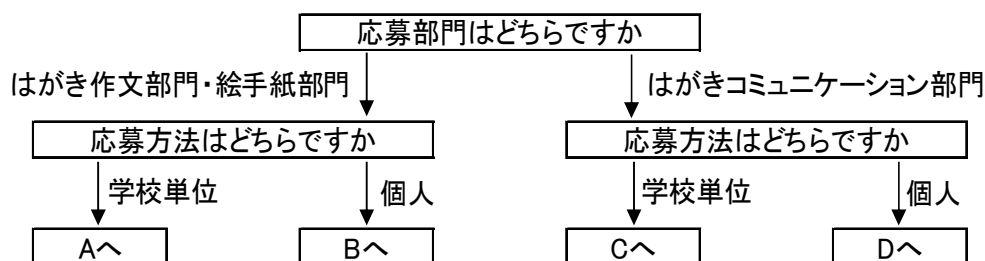 応募部門はどちらですか
はがき作文部門・絵手紙部門
はがきコミュニケーション部門
応募方法はどちらですか
応募方法はどちらですか
学校単位
個人
学校単位
個人
Aへ
Bへ
Cへ
Dへ